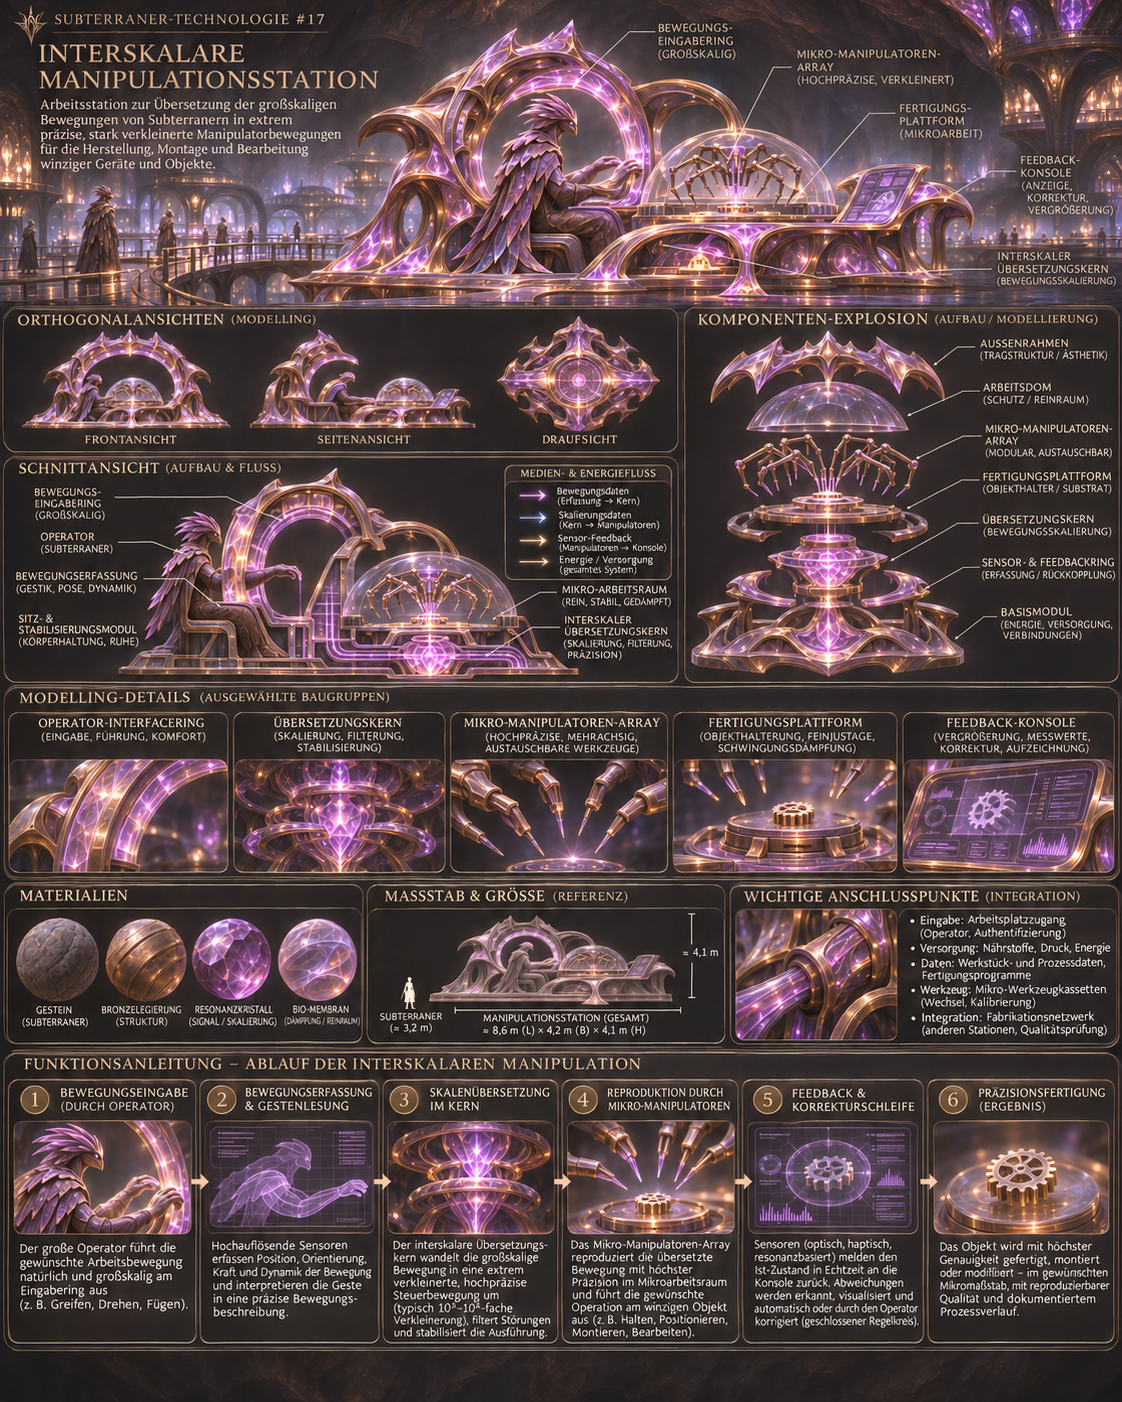 SUBTERRANER-TECHNOLOGIE #17
INTERSKALARE
MANIPULATIONSSTATION
Arbeitsstation zur Übersetzung der großskaligen
Bewegungen von Subterranern in extrem
präzise, stark verkleinerte Manipulatorbewegungen
für die Herstellung, Montage und Bearbeitung
winziger Geräte und Objekte.
BEWEGUNGS-
EINGABERING
(GROßSKALIG)
MIKRO-MANIPULATOREN-
ARRAY
(HOCHPRÄZISE, VERKLEINERT)
FERTIGUNGS-
PLATTFORM
(MIKROARBEIT)
FEEDBACK-
KONSOLE
(ANZEIGE,
KORREKTUR,
VERGRÖßERUNG)
INTERSKALER
ÜBERSETZUNGSKERN
(BEWEGUNGSSKALIERUNG)
ORTHOGONALANSICHTEN (MODELLING)
FRONTANSICHT
SEITENANSICHT
DRAUFSICHT
KOMPONENTEN-EXPLOSION (AUFBAU / MODELLIERUNG)
AUSSENRAHMEN
(TRAGSTRUKTUR / ÄSTHETIK)
ARBEITSDOM
(SCHUTZ / REINRAUM)
MIKRO-MANIPULATOREN-
ARRAY
(MODULAR, AUSTAUSCHBAR)
FERTIGUNGSPLATTFORM
(OBJEKTHALTER / SUBSTRAT)
ÜBERSETZUNGSKERN
(BEWEGUNGSSKALIERUNG)
SENSOR- & FEEDBACKRING
(ERFASSUNG / RÜCKKOPPLUNG)
BASISMODUL
(ENERGIE, VERSORGUNG,
VERBINDUNGEN)
SCHNITTANSICHT (AUFBAU & FLUSS)
BEWEGUNGS-
EINGABERING
(GROßSKALIG)
OPERATOR
(SUBTERRANER)
BEWEGUNGSERFASSUNG
(GESTIK, POSE, DYNAMIK)
SITZ- &
STABILISIERUNGSMODUL
(KÖRPERHALTUNG, RUHE)
MEDIEN- & ENERGIEFLUSS
Bewegungsdaten
(Erfassung → Kern)
Skalierungsdaten
(Kern → Manipulatoren)
Sensor-Feedback
(Manipulatoren → Konsole)
Energie / Versorgung
(gesamtes System)
MIKRO-ARBEITSRAUM
(REIN, STABIL, GEDÄMPFT)
INTERSKALER
ÜBERSETZUNGSKERN
(SKALIERUNG, FILTERUNG,
PRÄZISION)
MODELLING-DETAILS (AUSGEWÄHLTE BAUGRUPPEN)
OPERATOR-INTERFACERING
(EINGABE, FÜHRUNG, KOMFORT)
ÜBERSETZUNGSKERN
(SKALIERUNG, FILTERUNG,
STABILISIERUNG)
MIKRO-MANIPULATOREN-ARRAY
(HOCHPRÄZISE, MEHRACHSIG,
AUSTAUSCHBARE WERKZEUGE)
FERTIGUNGSPLATTFORM
(OBJEKTHALTERUNG, FEINJUSTAGE,
SCHWINGUNGSDÄMPFUNG)
FEEDBACK-KONSOLE
(VERGRÖßERUNG, MESSWERTE,
KORREKTUR, AUFZEICHNUNG)
MATERIALIEN
GESTEIN
(SUBTERRANER)
BRONZELEGIERUNG
(STRUKTUR)
RESONANZKRISTALL
(SIGNAL / SKALIERUNG)
BIO-MEMBRAN
(DÄMPFUNG / REINRAUM)
MASSSTAB & GRÖSSE (REFERENZ)
SUBTERRANER
(≈ 3,2 m)
≈ 4,1 m
MANIPULATIONSSTATION (GESAMT)
≈ 8,6 m (L) × 4,2 m (B) × 4,1 m (H)
WICHTIGE ANSCHLUSSPUNKTE (INTEGRATION)
• Eingabe: Arbeitsplatzzugang
(Operator, Authentifizierung)
• Versorgung: Nährstoffe, Druck, Energie
• Daten: Werkstück- und Prozessdaten,
Fertigungsprogramme
• Werkzeug: Mikro-Werkzeugkassetten
(Wechsel, Kalibrierung)
• Integration: Fabrikationsnetzwerk
(anderen Stationen, Qualitätsprüfung)
FUNKTIONSANLEITUNG – ABLAUF DER INTERSKALAREN MANIPULATION
1 BEWEGUNGSEINGABE
(DURCH OPERATOR)
Der große Operator führt die
gewünschte Arbeitsbewegung
natürlich und großskalig am
Eingabering aus
(z. B. Greifen, Drehen, Fügen).
2 BEWEGUNGSERFASSUNG
& GESTENLESUNG
Hochauflösende Sensoren
erfassen Position, Orientierung,
Kraft und Dynamik der Bewegung
und interpretieren die Geste
in eine präzise Bewegungs-
beschreibung.
3 SKALENÜBERSETZUNG
IM KERN
Der interskalare Übersetzungs-
kern wandelt die großskalige
Bewegung in eine extrem
verkleinerte, hochpräzise
Steuerbewegung um
(typisch
Verkleinerung), filtert Störungen
und stabilisiert die Ausführung.
4 REPRODUKTION DURCH
MIKRO-MANIPULATOREN
Das Mikro-Manipulatoren-Array
reproduziert die übersetzte
Bewegung mit höchster
Präzision im Mikroarbeitsraum
und führt die gewünschte
Operation am winzigen Objekt
aus (z. B. Halten, Positionieren,
Montieren, Bearbeiten).
5 FEEDBACK &
KORREKTURSCHLEIFE
Sensoren (optisch, haptisch,
resonanzbasiert) melden den
Ist-Zustand in Echtzeit an die
Konsole zurück. Abweichungen
werden erkannt, visualisiert und
automatisch oder durch den Operator
korrigiert (geschlossener Regelkreis).
6 PRÄZISIONSFERTIGUNG
(ERGEBNIS)
Das Objekt wird mit höchster
Genauigkeit gefertigt, montiert
oder modifiziert – im gewünschten
Mikromaßstab, mit reproduzierbarer
Qualität und dokumentiertem
Prozessverlauf.